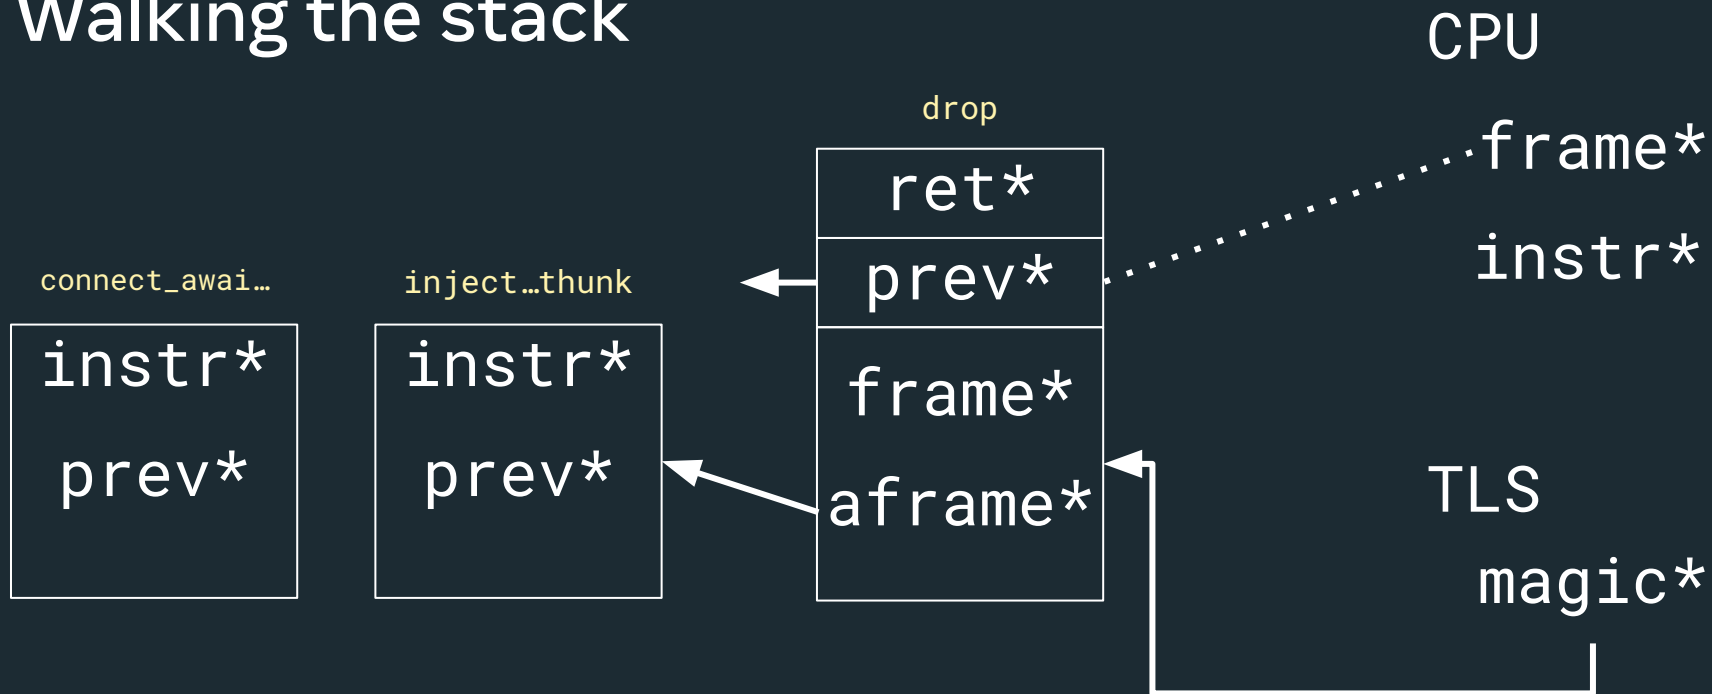 Walking the stack
CPU
frame*
instr*
drop
ret*
prev*
frame*
aframe*
connect_awai…
instr*
prev*
inject…thunk
instr*
prev*
TLS
magic*